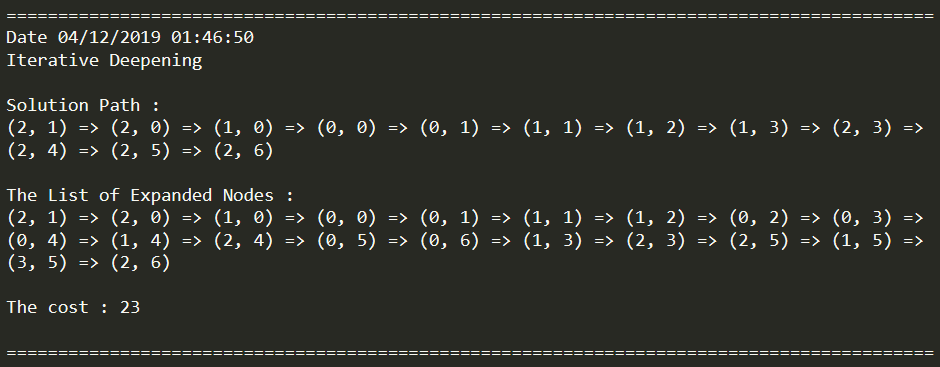 ==========================================================================================
Date 04/12/2019 01:46:50
Iterative Deepening
Solution Path :
(2, 1) => (2, 0) => (1, 0) => (0, 0) => (0, 1) => (1, 1) => (1, 2) => (1, 3) => (2, 3) =>
(2, 4) => (2, 5) => (2, 6)
The List of Expanded Nodes :
(2, 1) => (2, 0) => (1, 0) => (0, 0) => (0, 1) => (1, 1) => (1, 2) => (0, 2) => (0, 3) =>
(0, 4) => (1, 4) => (2, 4) => (0, 5) => (0, 6) => (1, 3) => (2, 3) => (2, 5) => (1, 5) =>
(3, 5) => (2, 6)
The cost : 23
==========================================================================================